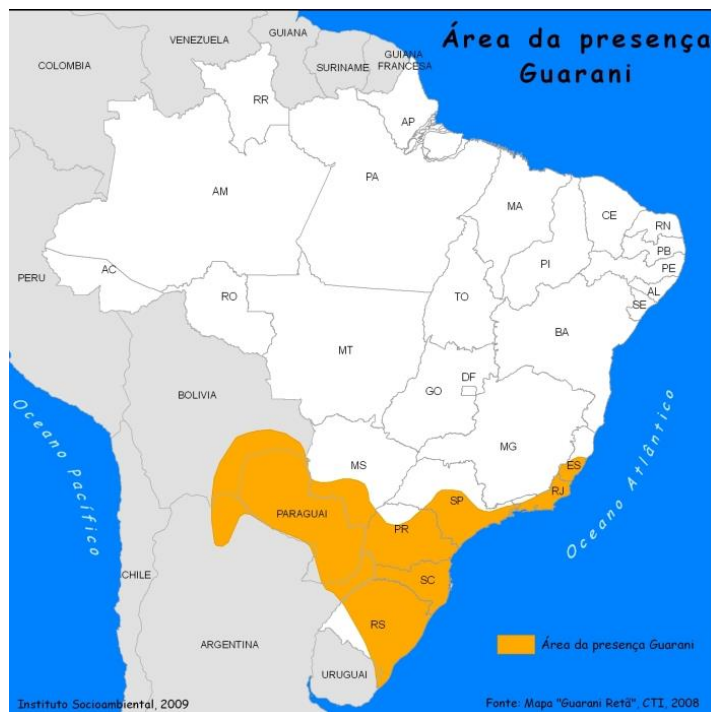 Área da presença
Guarani
VENEZUELA
GUIANA
COLOMBIA
SURINAME
GUIANA
FRANCESA
RR
AP
AM
PA
MA
CE
RN
PB
PE
AL
SE
PI
PERU
AC
RO
TO
BA
MT
DF
GO
BOLIVIA
MG
MS
ES
RJ
SP
Oceano Pacífico
Oceano Atlântico
PARAGUAI
PR
CHILE
SC
RS
Área da presença Guarani
ARGENTINA
URUGUAI
Instituto Socioambiental, 2009
Fonte: Mapa "Guarani Retã", CTI, 2008